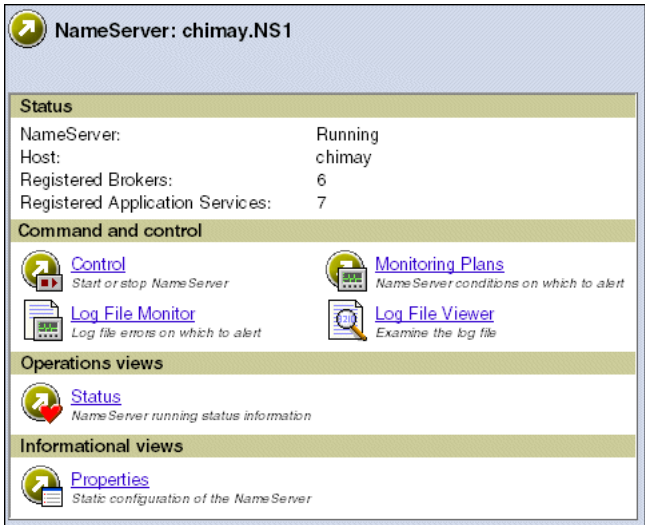 NameServer: chimay.NS1
Status
NameServer: Running
Host: chimay
Registered Brokers: 6
Registered Application Services: 7
Command and control
Control Monitoring Plans
Start or stop NameServer NameServer conditions on which to alert
Log File Monitor Log File Viewer
Log file errors on which to alert Examine the log file
Operations views
Status
NameServer running status information
Informational views
Properties
Static configuration of the NameServer